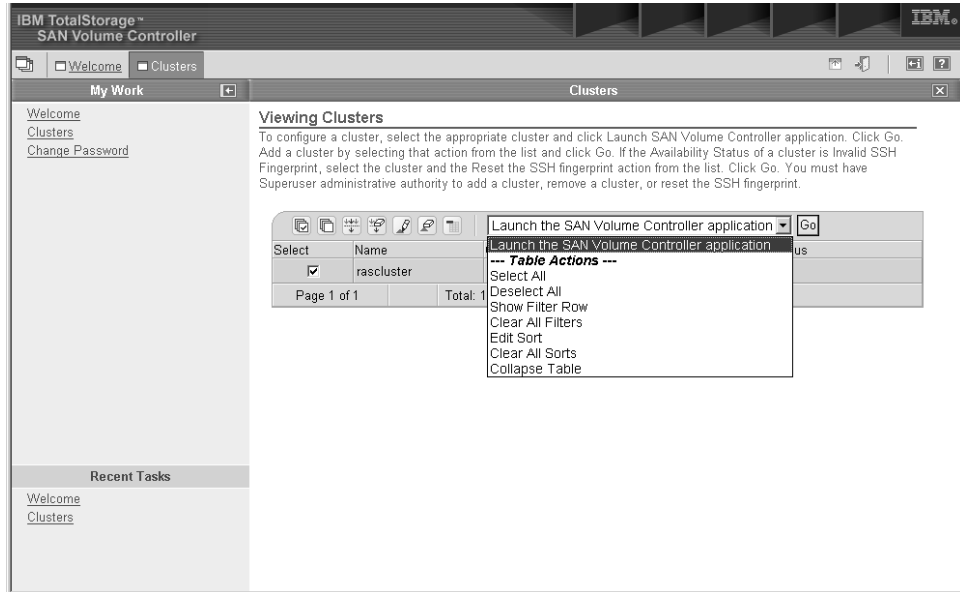 IBM TotalStorage™
SAN Volume Controller
IBM®
Welcome
Clusters
My Work
Clusters
Welcome
Clusters
Change Password
Viewing Clusters
To configure a cluster, select the appropriate cluster and click Launch SAN Volume Controller application. Click Go.
Add a cluster by selecting that action from the list and click Go. If the Availability Status of a cluster is Invalid SSH
Fingerprint, select the cluster and the Reset the SSH fingerprint action from the list. Click Go. You must have
Superuser administrative authority to add a cluster, remove a cluster, or reset the SSH fingerprint.
Launch the SAN Volume Controller application Go
Launch the SAN Volume Controller application
--- Table Actions ---
Select All
Deselect All
Show Filter Row
Clear All Filters
Edit Sort
Clear All Sorts
Collapse Table
Select Name us
rascluster
Page 1 of 1 Total: 1
Recent Tasks
Welcome
Clusters